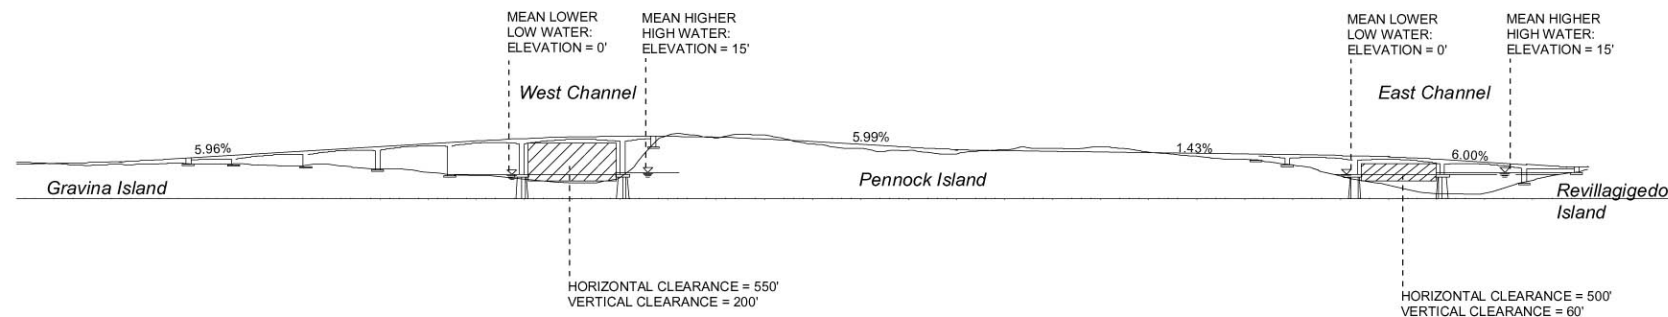 MEAN LOWER
LOW WATER:
ELEVATION = 0'
MEAN HIGHER
HIGH WATER:
ELEVATION = 15'
West Channel
MEAN LOWER
LOW WATER:
ELEVATION = 0'
MEAN HIGHER
HIGH WATER:
ELEVATION = 15'
East Channel
5.96%
5.99%
1.43%
6.00%
Gravina Island
Pennock Island
Revillagigedo
Island
HORIZONTAL CLEARANCE = 550'
VERTICAL CLEARANCE = 200'
HORIZONTAL CLEARANCE = 500'
VERTICAL CLEARANCE = 60'